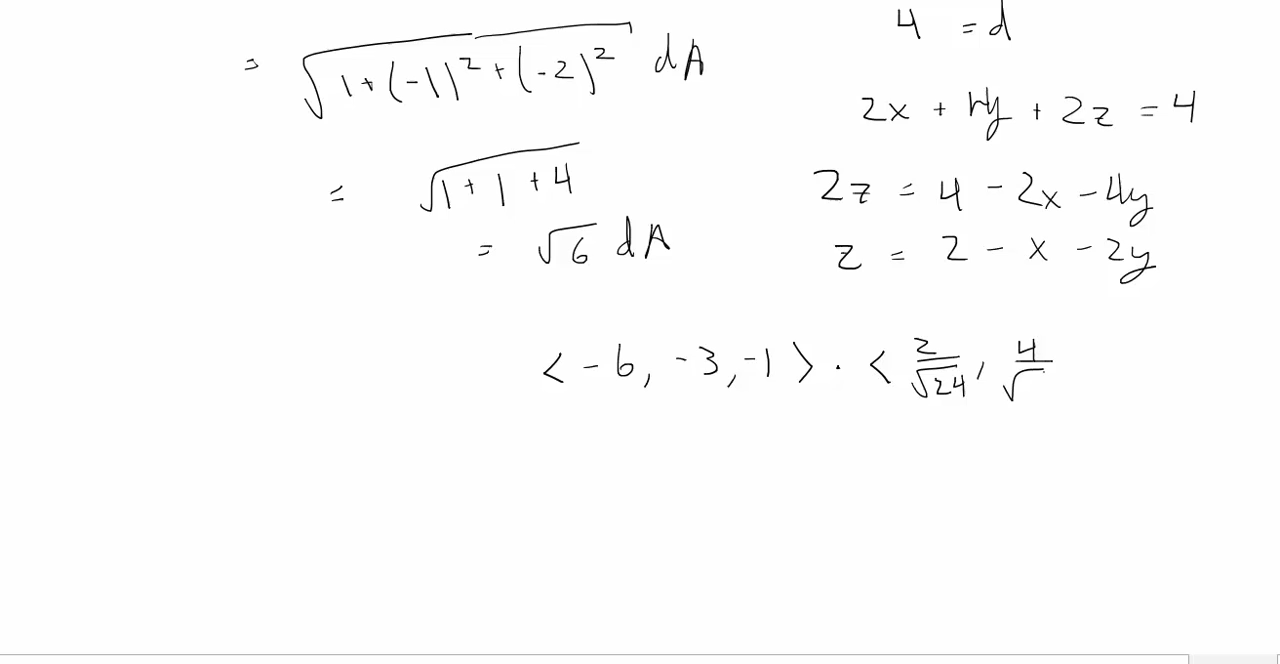 = √(1+(-1)²+(-2)²) dA
= √(1+1+4)
= √6 dA
4 = d
2x + 4y + 2z = 4
2z = 4 - 2x - 4y
z = 2 - x - 2y
< -6, -3, -1 > · < 2/√24, 4/√